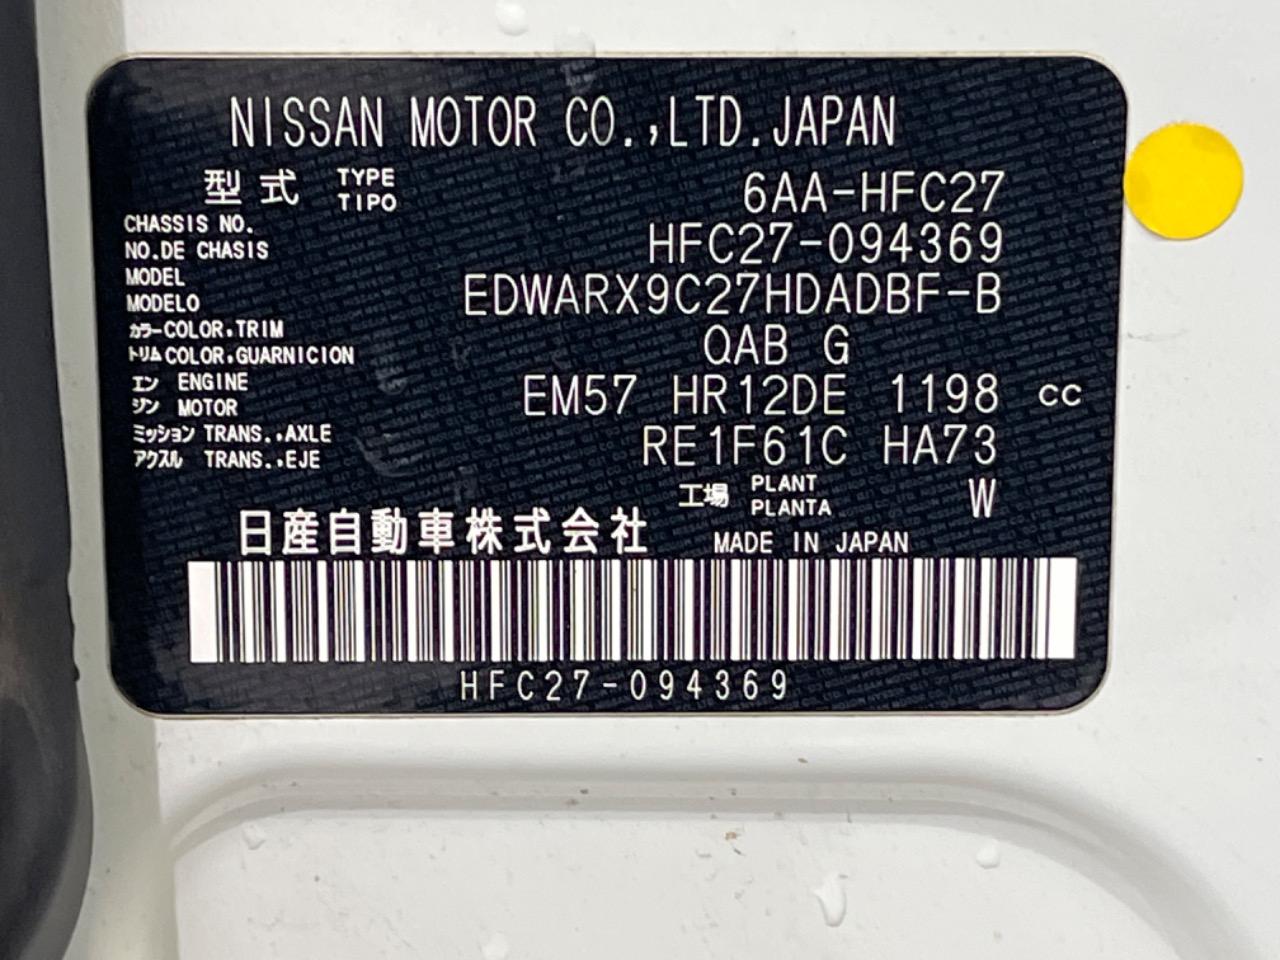 NISSAN MOTOR CO.,LTD.JAPAN
型式 TYPE TIPO 6AA-HFC27
CHASSIS NO.
NO.DE CHASIS HFC27-094369
MODEL
MODELO EDWARX9C27HDADBF-B
カラー COLOR,TRIM
トリム COLOR,GUARNICION QAB G
エン ENGINE
ジン MOTOR EM57 HR12DE 1198 cc
ミッション TRANS.,AXLE
アクスル TRANS.,EJE RE1F61C HA73
工場 PLANT PLANTA W
日産自動車株式会社 MADE IN JAPAN
HFC27-094369